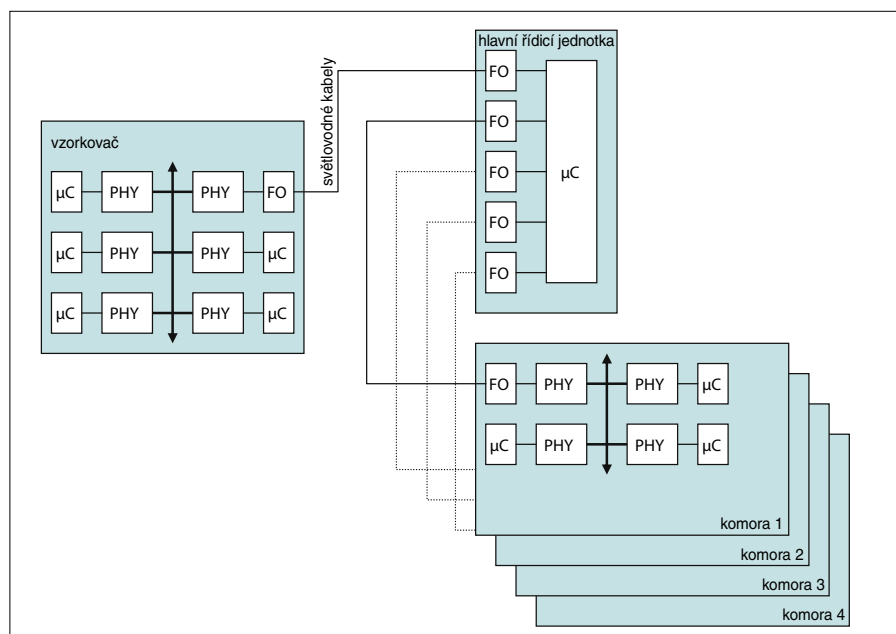 hlavní řídicí jednotka
FO
FO
FO
FO
FO
µC
světlovodné kabely
vzorkovač
µC PHY PHY FO
µC PHY PHY µC
µC PHY PHY µC
FO PHY PHY µC
µC PHY PHY µC
komora 1
komora 2
komora 3
komora 4